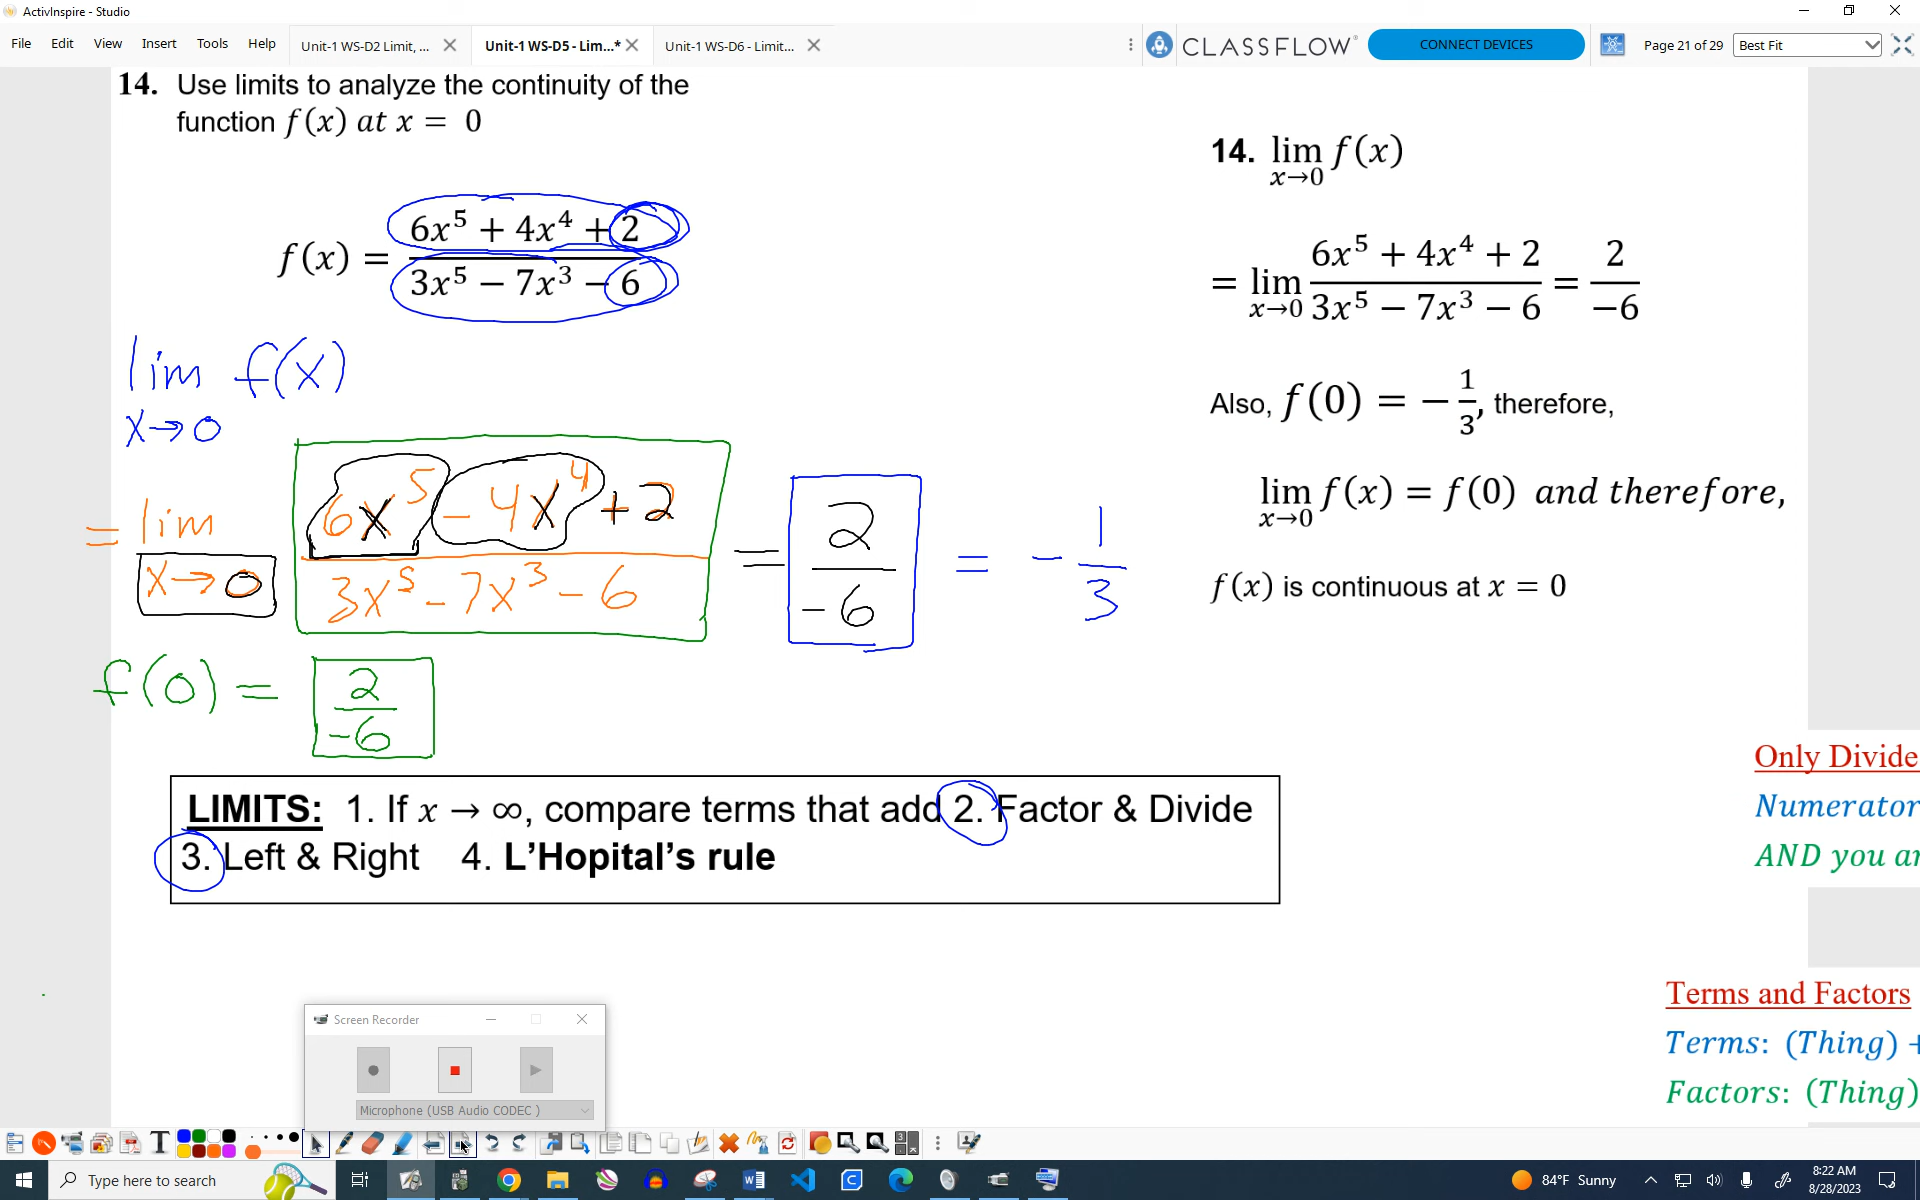 ActivInspire - Studio
File Edit View Insert Tools Help
Unit-1 WS-D2 Limit, ...
Unit-1 WS-D5 - Lim...*
Unit-1 WS-D6 - Limit...
CLASSFLOW
CONNECT DEVICES
Page 21 of 29
Best Fit
14. Use limits to analyze the continuity of the
function f(x) at x = 0
f(x) = (6x⁵ + 4x⁴ + 2)/(3x⁵ − 7x³ − 6)
lim f(x)
x→0
= lim x→0 (6x⁵ - 4x⁴ + 2)/(3x⁵ - 7x³ - 6) = 2/-6 = -1/3
f(0) = 2/-6
14. lim x→0 f(x)
= lim x→0 (6x⁵ + 4x⁴ + 2)/(3x⁵ − 7x³ − 6) = 2/−6
Also, f(0) = −1/3, therefore,
lim x→0 f(x) = f(0) and therefore,
f(x) is continuous at x = 0
LIMITS: 1. If x → ∞, compare terms that add 2. Factor & Divide
3. Left & Right 4. L'Hopital's rule
Only Divide
Numerator
AND you
Terms and Factors
Terms: (Thing) +
Factors: (Thing)
Screen Recorder
Microphone (USB Audio CODEC )
Type here to search
84°F Sunny
8:22 AM
8/28/2023